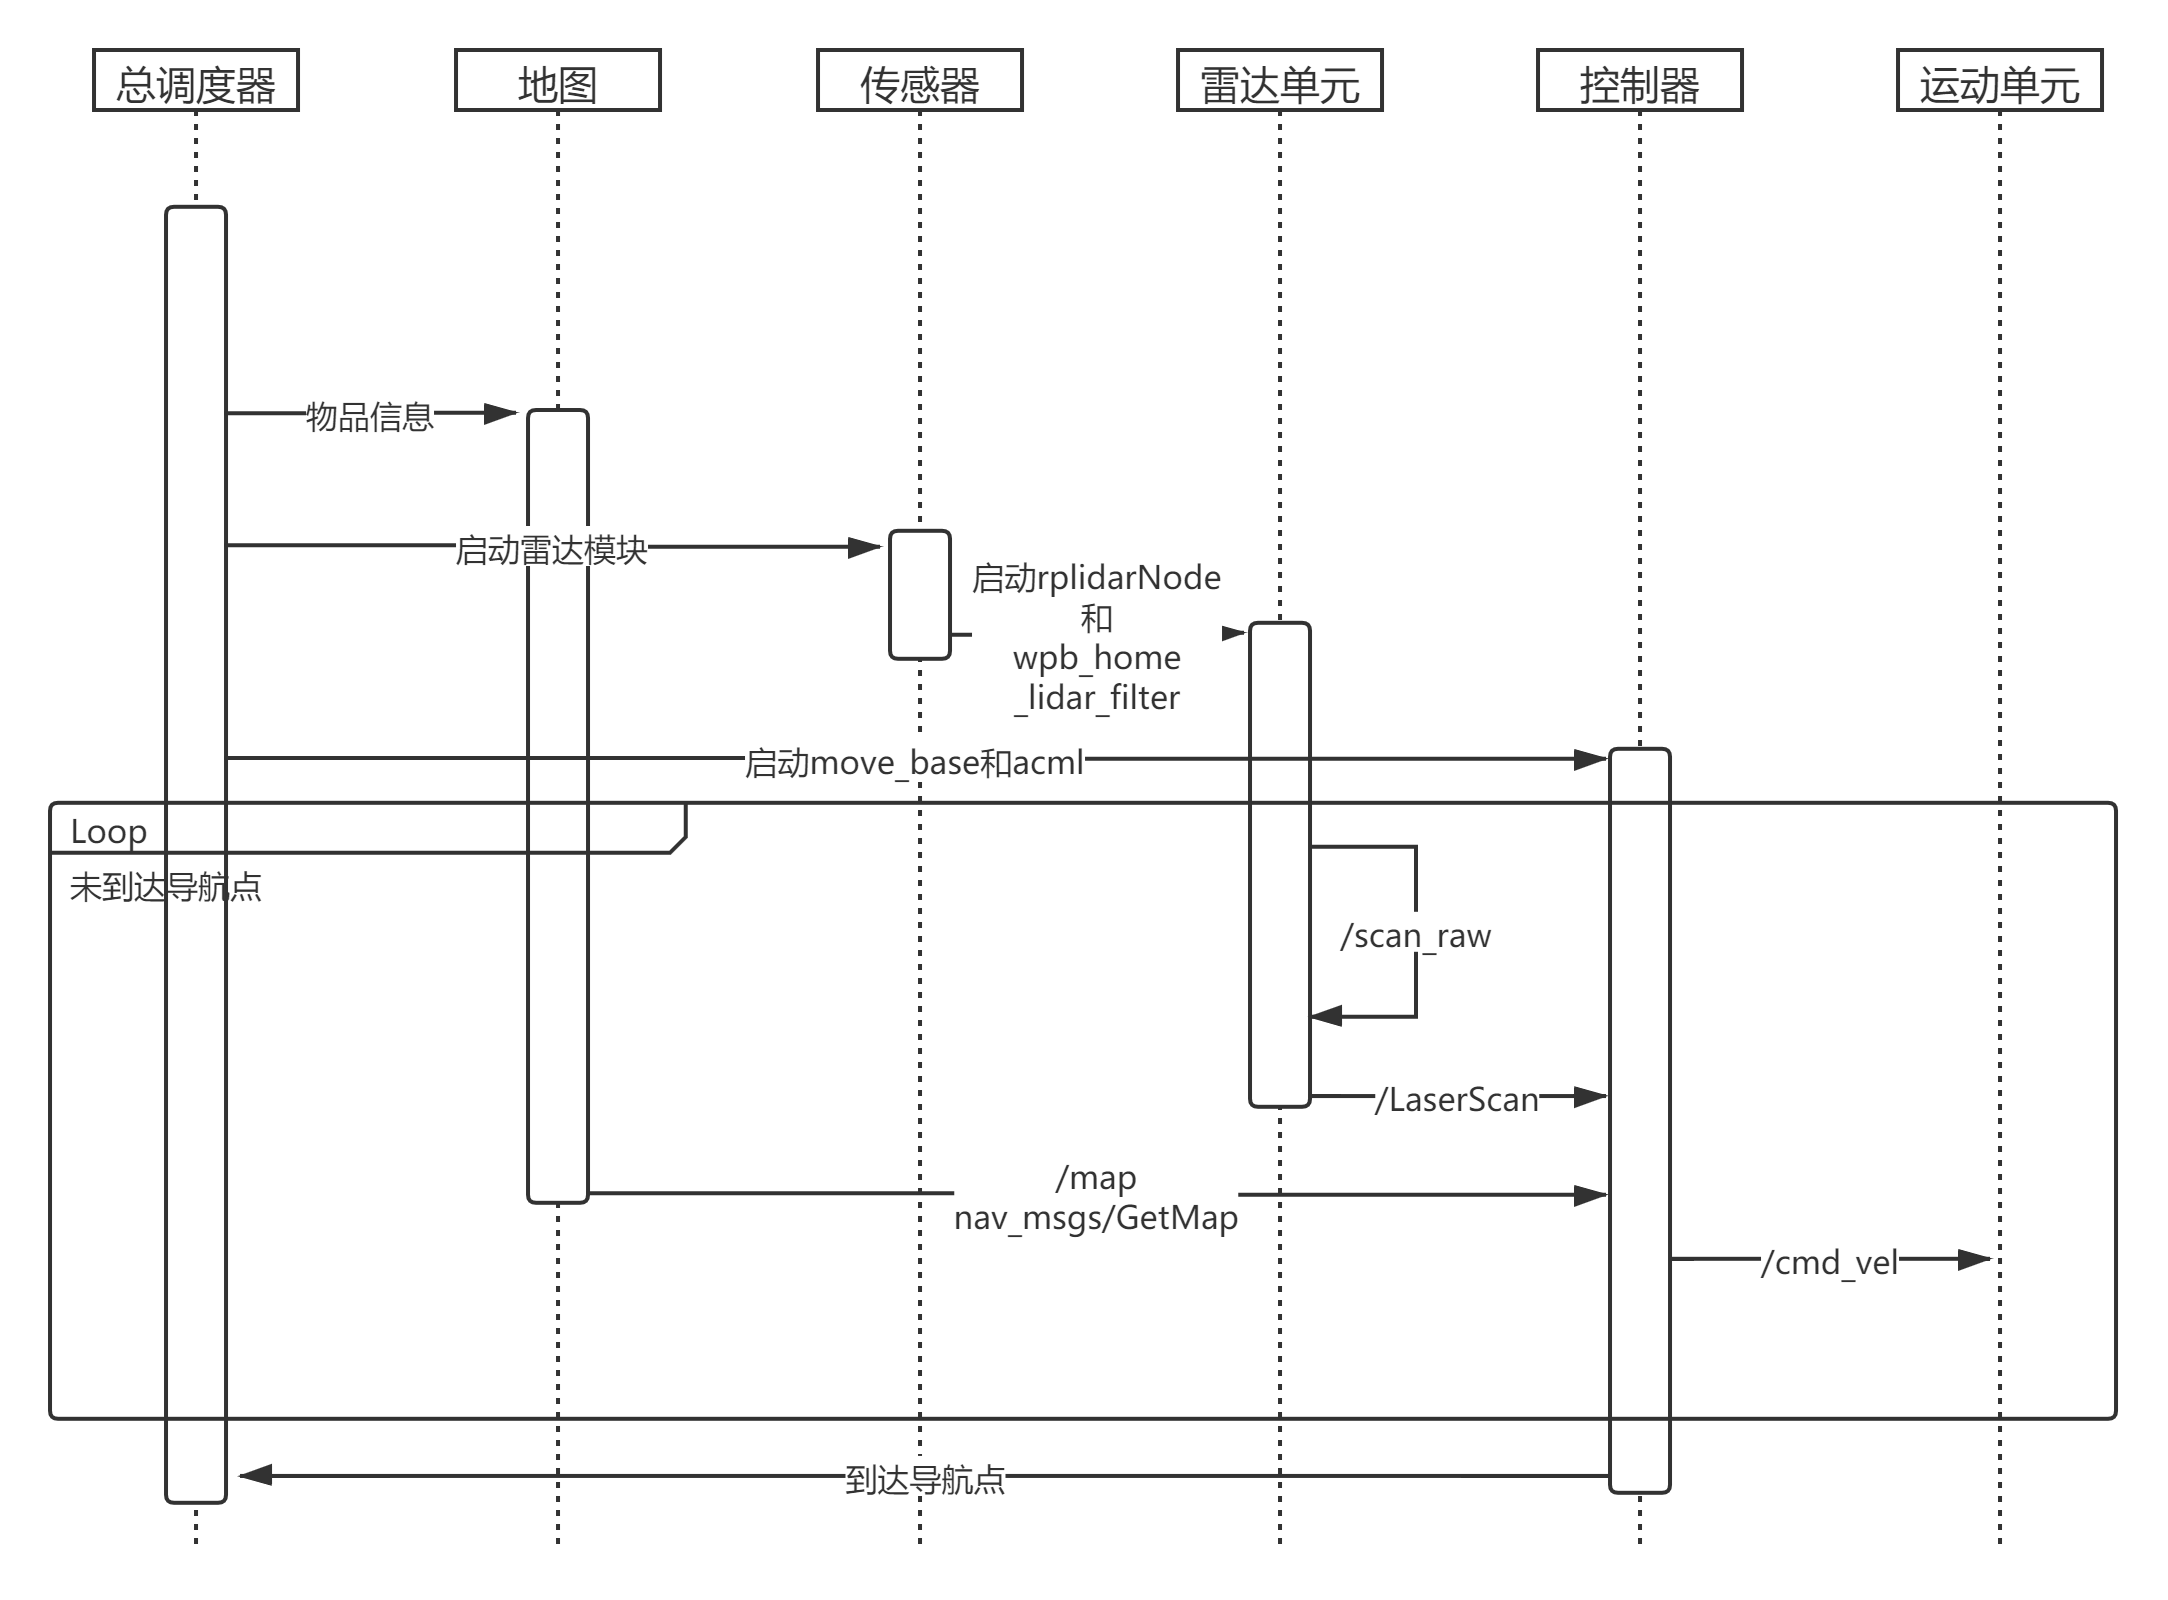 总调度器
地图
传感器
雷达单元
控制器
运动单元
物品信息
启动雷达模块
启动rplidarNode
和
wpb_home
_lidar_filter
启动move_base和acml
Loop
未到达导航点
/scan_raw
/LaserScan
/map
nav_msgs/GetMap
/cmd_vel
到达导航点